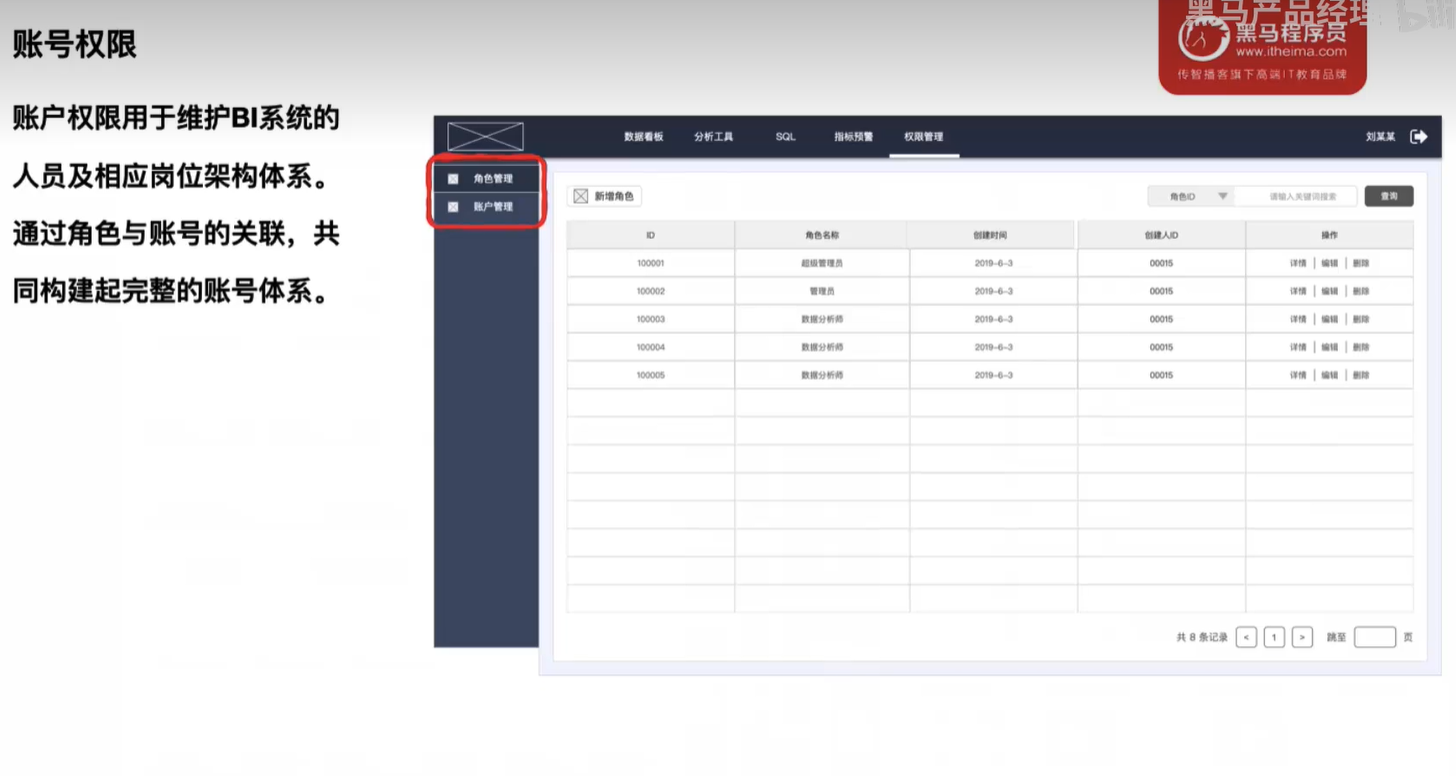 账号权限
账户权限用于维护BI系统的
人员及相应岗位架构体系。
通过角色与账号的关联，共
同构建起完整的账号体系。
黑马产品经理 bili
黑马程序员
www.itheima.com
传智播客旗下高端IT教育品牌
数据看板 分析工具 SQL 指标预警 权限管理 刘某某
角色管理
账户管理
新增角色 角色ID 请输入关键词搜索 查询
ID 角色名称 创建时间 创建人ID 操作
100001 超级管理员 2019-6-3 00015 详情 | 编辑 | 删除
100002 管理员 2019-6-3 00015 详情 | 编辑 | 删除
100003 数据分析师 2019-6-3 00015 详情 | 编辑 | 删除
100004 数据分析师 2019-6-3 00015 详情 | 编辑 | 删除
100005 数据分析师 2019-6-3 00015 详情 | 编辑 | 删除
共 8 条记录 < 1 > 跳至 页